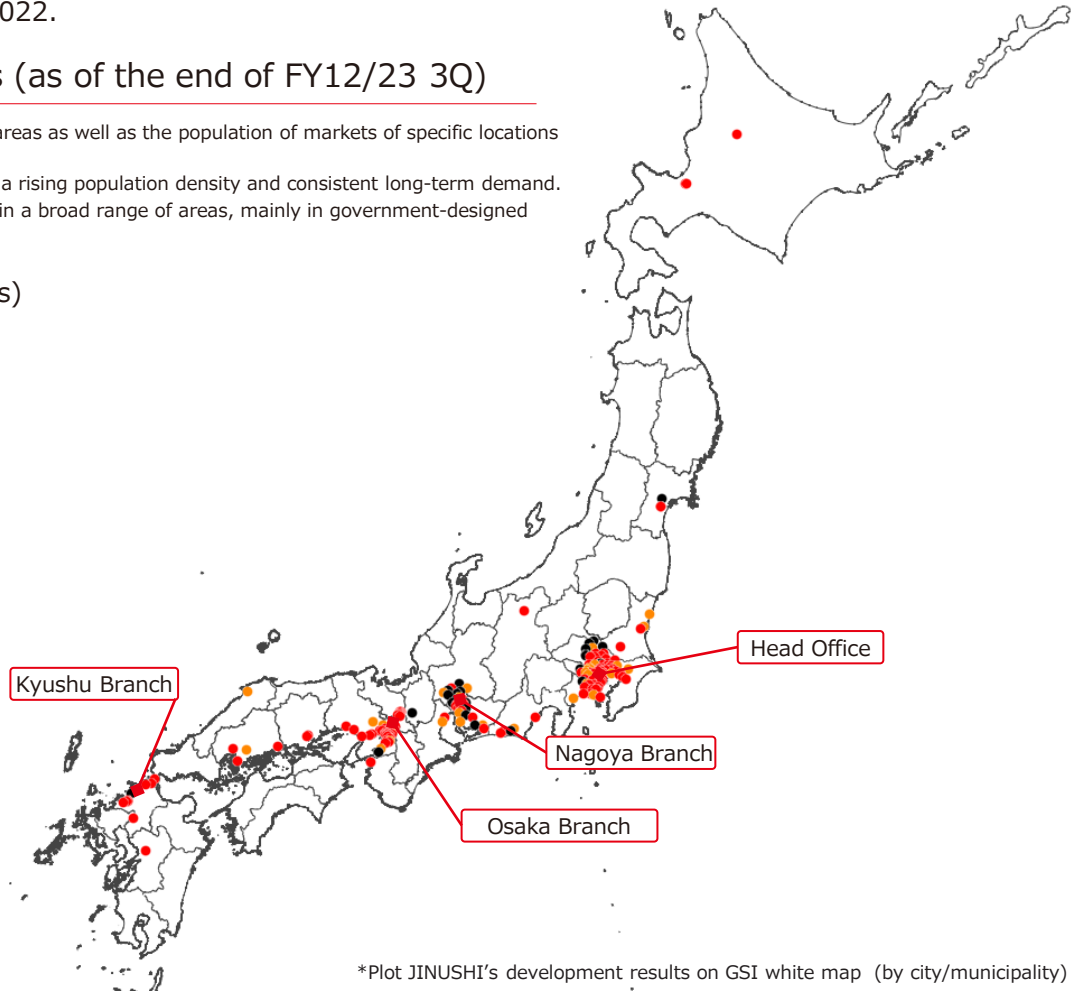 022.
s (as of the end of FY12/23 3Q)
areas as well as the population of markets of specific locations
a rising population density and consistent long-term demand.
in a broad range of areas, mainly in government-designed
s)
Head Office
Kyushu Branch
Nagoya Branch
Osaka Branch
*Plot JINUSHI's development results on GSI white map (by city/municipality)